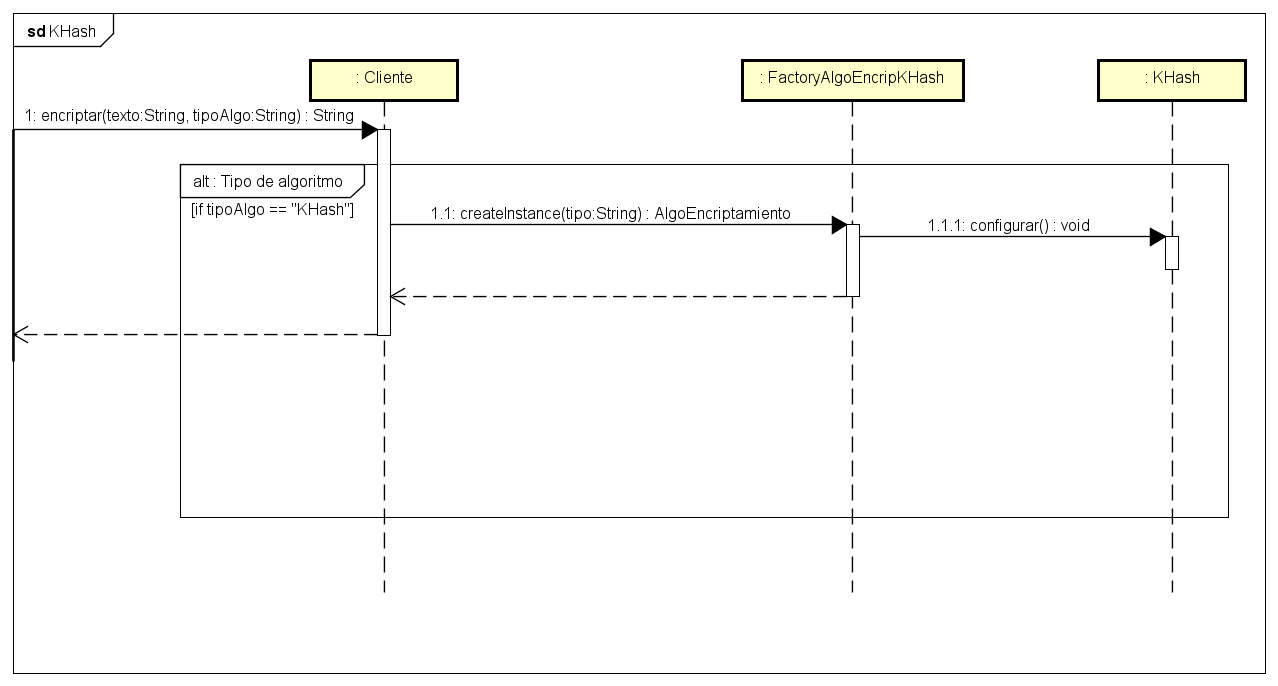 sd KHash
: Cliente
: FactoryAlgoEncripKHash
: KHash
1: encriptar(texto:String, tipoAlgo:String) : String
alt : Tipo de algoritmo
[if tipoAlgo == "KHash"]
1.1: createInstance(tipo:String) : AlgoEncriptamiento
1.1.1: configurar() : void